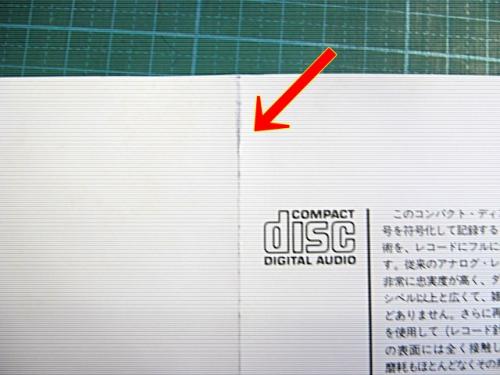 COMPACT
disc
DIGITAL AUDIO
このコンパクト・ディ
号を符号化して記録する
術を、レコードにフルに
す。従来のアナログ・レ
非常に忠実度が高く、ダ
シベル以上と広くて、雑
どありません。さらに再
を使用して（レコード針
の表面には全く接触し
磨耗もほとんどなくその